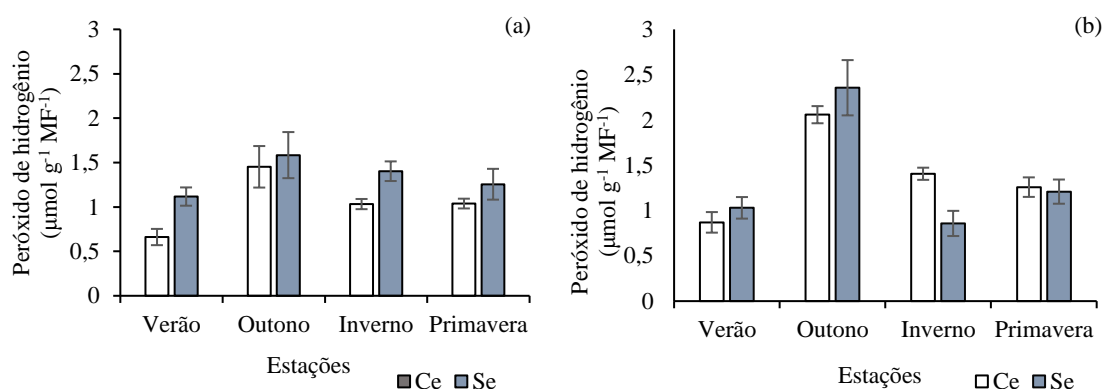 (a)
Peróxido de hidrogênio
(µmol g-1 MF-1)
3
2,5
2
1,5
1
0,5
0
Verão Outono Inverno Primavera
Estações
Ce Se
(b)
Peróxido de hidrogênio
(µmol g-1 MF-1)
3
2,5
2
1,5
1
0,5
0
Verão Outono Inverno Primavera
Estações
Ce Se